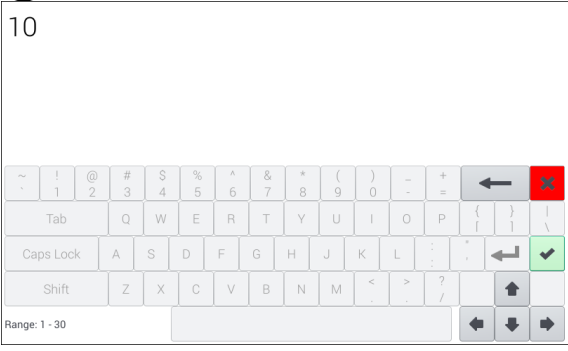 10
~ ! @ # $ % ^ & * ( ) _ +
` 1 2 3 4 5 6 7 8 9 0 - =
Tab Q W E R T Y U I O P { } |
[ ] \
Caps Lock A S D F G H J K L : "
; '
Shift Z X C V B N M < > ?
, . /
Range: 1 - 30